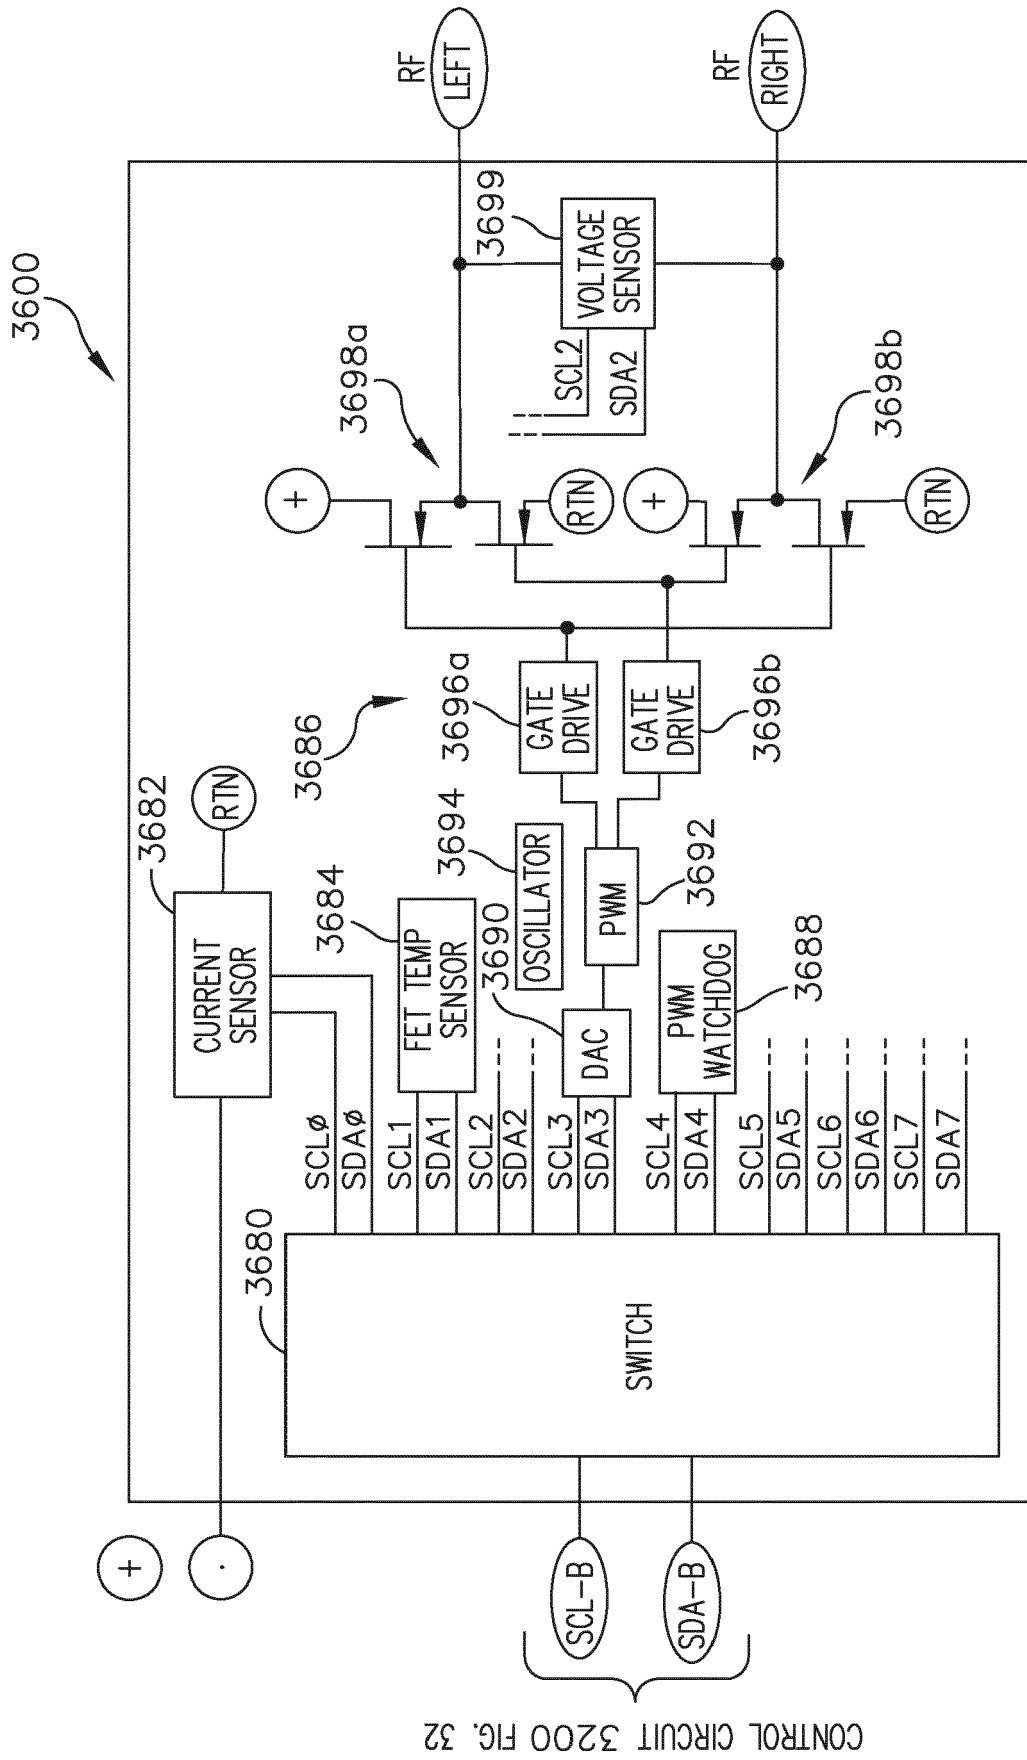 3600
CONTROL CIRCUIT 3200 FIG. 32
SCL-B
SDA-B
+
-
3680
SWITCH
3682
CURRENT
SENSOR
RTN
SCLø
SDAø
SCL1
SDA1
SCL2
SDA2
SCL3
SDA3
SCL4
SDA4
SCL5
SDA5
SCL6
SDA6
SCL7
SDA7
3684
FET TEMP
SENSOR
3690
DAC
3694
OSCILLATOR
PWM
3692
PWM
WATCHDOG
3688
3686
3696a
GATE
DRIVE
GATE
DRIVE
3696b
+
3698a
RTN
+
RTN
3698b
SCL2
SDA2
3699
VOLTAGE
SENSOR
RF
LEFT
RF
RIGHT